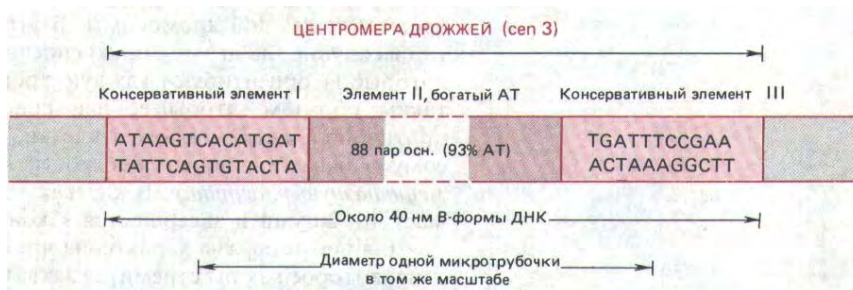 ЦЕНТРОМЕРА ДРОЖЖЕЙ (cen 3)
Консервативный элемент I
Элемент II, богатый АТ
Консервативный элемент III
ATAAGTCACATGAT
TATTCAGTGTACTA
88 пар осн. (93% АТ)
TGATTTCCGAA
ACTAAAGGCTT
Около 40 нм В-формы ДНК
Диаметр одной микротрубочки
в том же масштабе